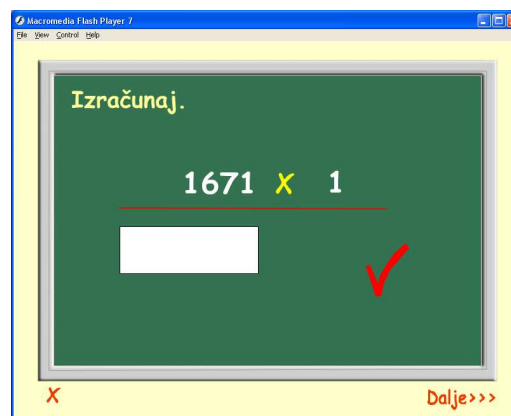 Macromedia Flash Player 7
File View Control Help
Izračunaj.
1671 x 1
X
Dalje>>>